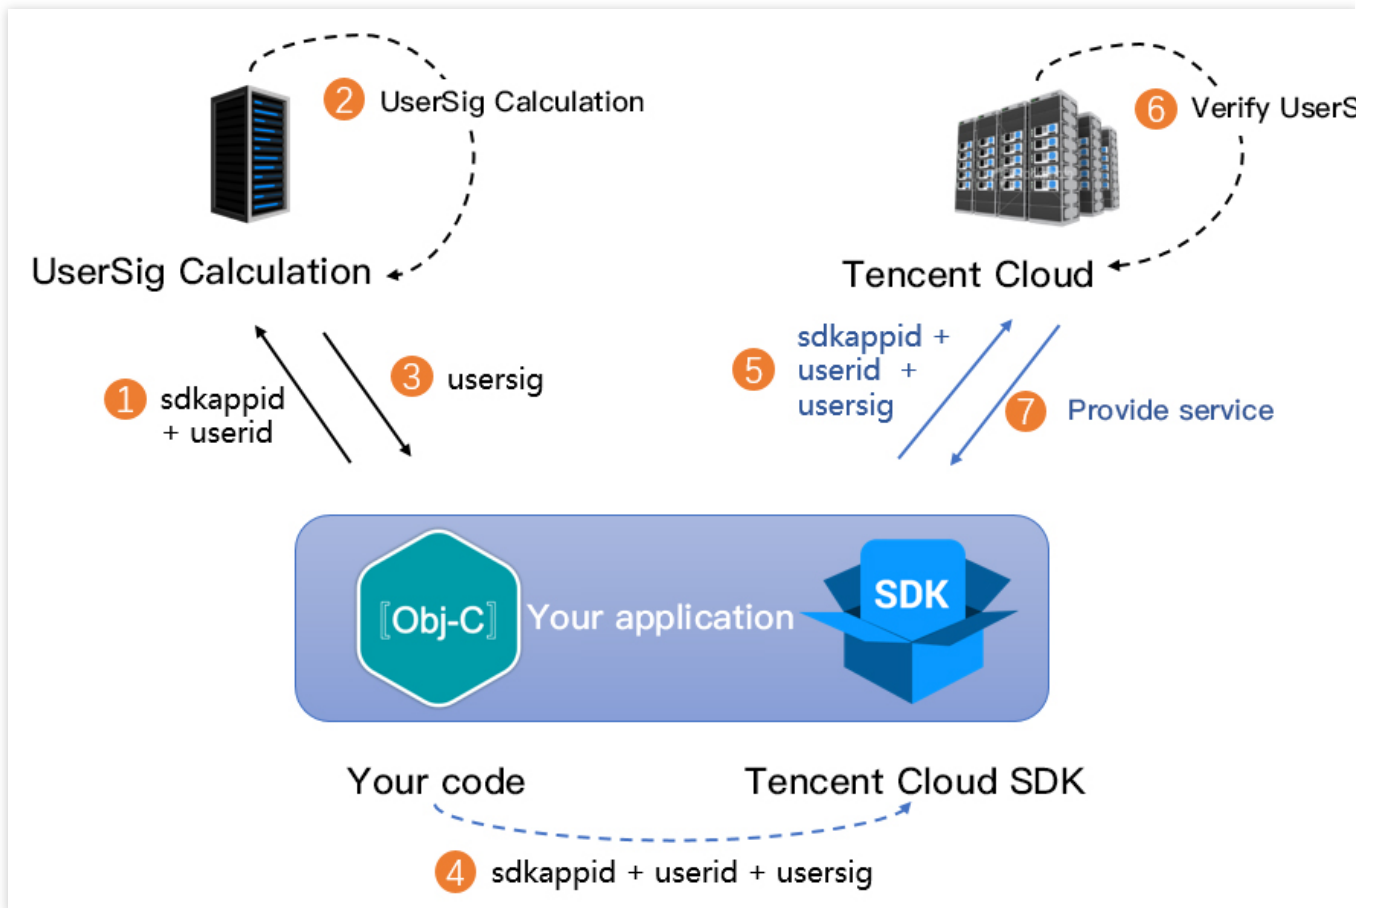 2 UserSig Calculation
6 Verify UserS
UserSig Calculation
Tencent Cloud
1 sdkappid
+ userid
3 usersig
5 sdkappid +
userid +
usersig
7 Provide service
[Obj-C]
Your application
SDK
Your code
Tencent Cloud SDK
4 sdkappid + userid + usersig